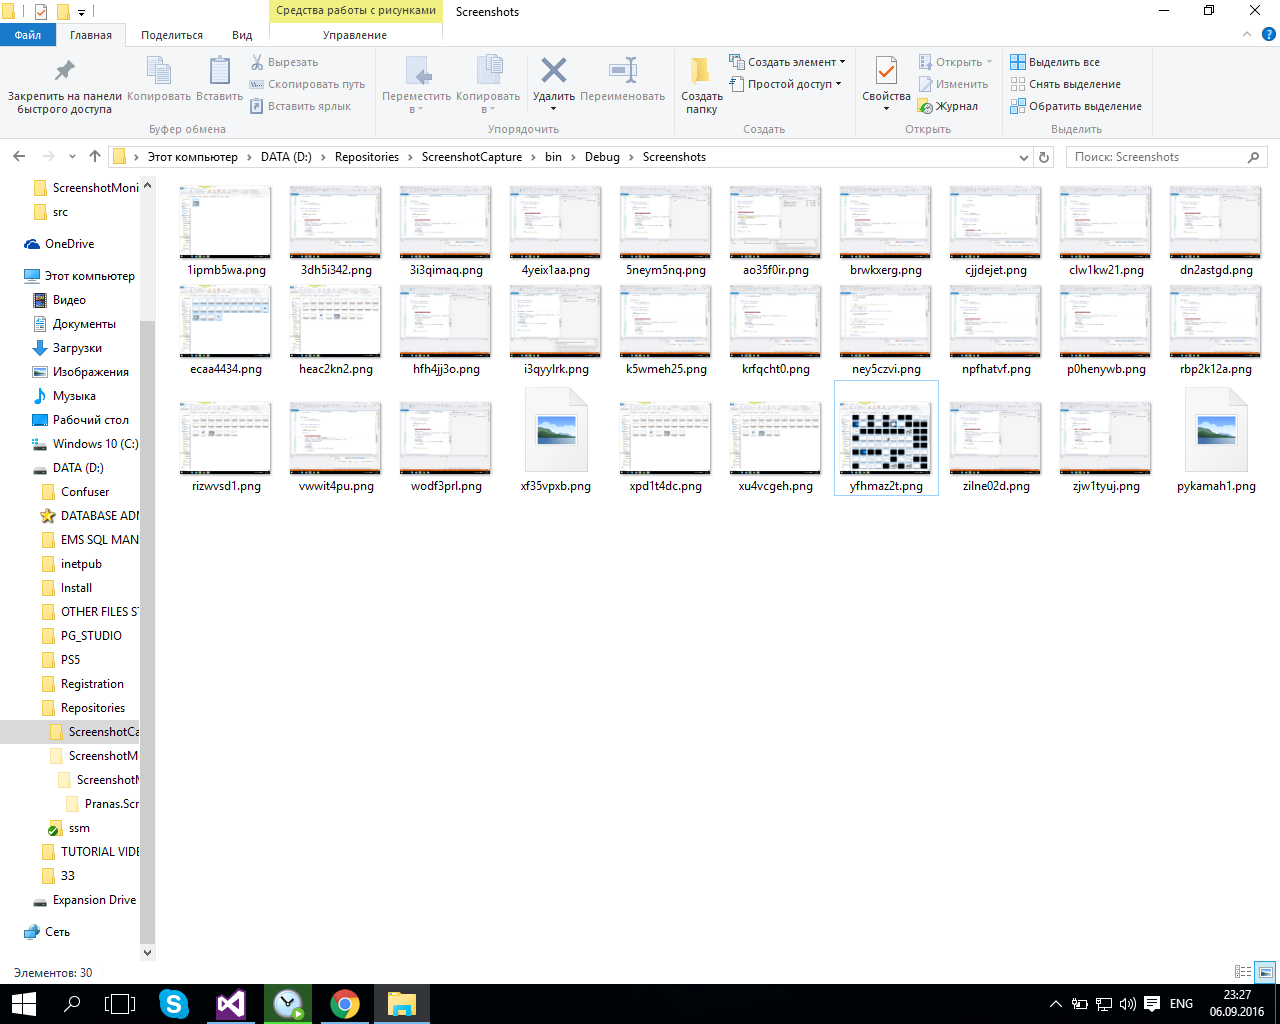 Средства работы с рисунками
Screenshots
Файл
Главная
Поделиться
Вид
Управление
Закрепить на панели быстрого доступа
Копировать
Вставить
Вырезать
Скопировать путь
Вставить ярлык
Буфер обмена
Переместить в
Копировать в
Удалить
Переименовать
Упорядочить
Создать папку
Создать элемент
Простой доступ
Создать
Свойства
Открыть
Изменить
Журнал
Открыть
Выделить все
Снять выделение
Обратить выделение
Выделить
Этот компьютер > DATA (D:) > Repositories > ScreenshotCapture > bin > Debug > Screenshots
Поиск: Screenshots
ScreenshotMoni
src
OneDrive
Этот компьютер
Видео
Документы
Загрузки
Изображения
Музыка
Рабочий стол
Windows 10 (C:)
DATA (D:)
Confuser
DATABASE ADM
EMS SQL MAN
inetpub
Install
OTHER FILES ST
PG_STUDIO
PS5
Registration
Repositories
ScreenshotCa
ScreenshotM
ScreenshotM
Pranas.Scr
ssm
TUTORIAL VIDE
33
Expansion Drive
Сеть
1ipmb5wa.png
3dh5i342.png
3i3qimaq.png
4yeix1aa.png
5neym5nq.png
ao35f0ir.png
brwkxerg.png
cjjdejet.png
clw1kw21.png
dn2astgd.png
ecaa4434.png
heac2kn2.png
hfh4jj3o.png
i3qyylrk.png
k5wmeh25.png
krfqcht0.png
ney5czvi.png
npfhatvf.png
p0henywb.png
rbp2k12a.png
rizwvsd1.png
vwwit4pu.png
wodf3prl.png
xf35vpxb.png
xpd1t4dc.png
xu4vcgeh.png
yfhmaz2t.png
zilne02d.png
zjw1tyuj.png
pykamah1.png
Элементов: 30
ENG
23:27
06.09.2016